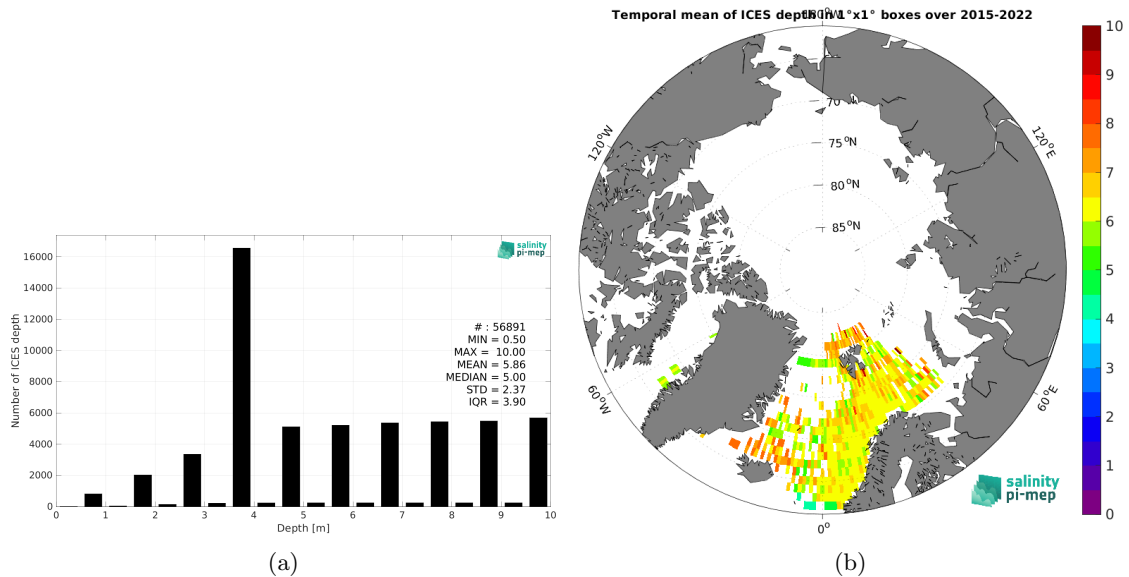 Temporal mean of ICES depth in 1°x1° boxes over 2015-2022
180°W
salinity
pi-mep
# : 56891
MIN = 0.50
MAX = 10.00
MEAN = 5.86
MEDIAN = 5.00
STD = 2.37
IQR = 3.90
Number of ICES depth
16000
14000
12000
10000
8000
6000
4000
2000
0
0 1 2 3 4 5 6 7 8 9 10
Depth [m]
(a)
120°W
120°E
70°N
75°N
80°N
85°N
60°W
60°E
0°
salinity
pi-mep
10
9
8
7
6
5
4
3
2
1
0
(b)